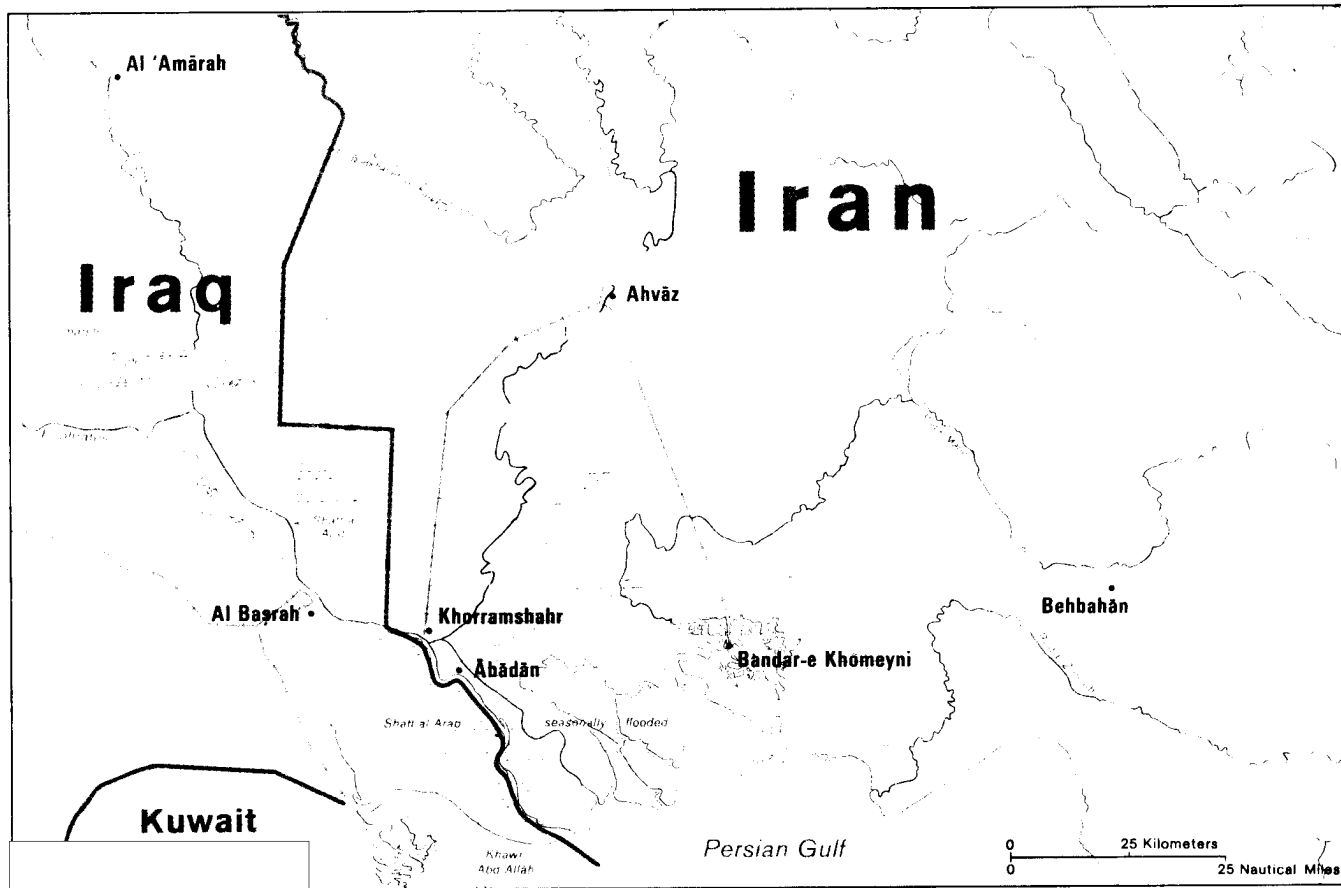 Al 'Amārah
Iran
Iraq
Ahvāz
Al Baṣrah
Khorramshahr
Behbahān
Bandar-e Khomeyni
Ābādān
Shatt al Arab
seasonally flooded
Kuwait
Persian Gulf
Khawr
Abd Allāh
0 25 Kilometers
0 25 Nautical Miles